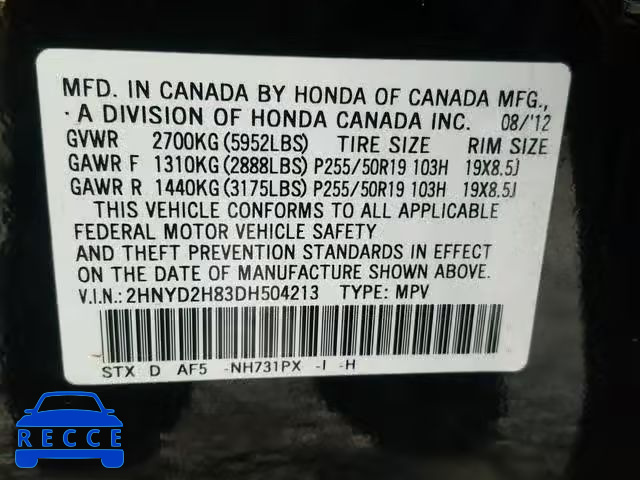 MFD. IN CANADA BY HONDA OF CANADA MFG.,
A DIVISION OF HONDA CANADA INC. 08/'12
GVWR 2700KG (5952LBS) TIRE SIZE RIM SIZE
GAWR F 1310KG (2888LBS) P255/50R19 103H 19X8.5J
GAWR R 1440KG (3175LBS) P255/50R19 103H 19X8.5J
THIS VEHICLE CONFORMS TO ALL APPLICABLE
FEDERAL MOTOR VEHICLE SAFETY
AND THEFT PREVENTION STANDARDS IN EFFECT
ON THE DATE OF MANUFACTURE SHOWN ABOVE.
V.I.N.: 2HNYD2H83DH504213 TYPE: MPV
STX D AF5 -NH731PX -I -H
RECCE